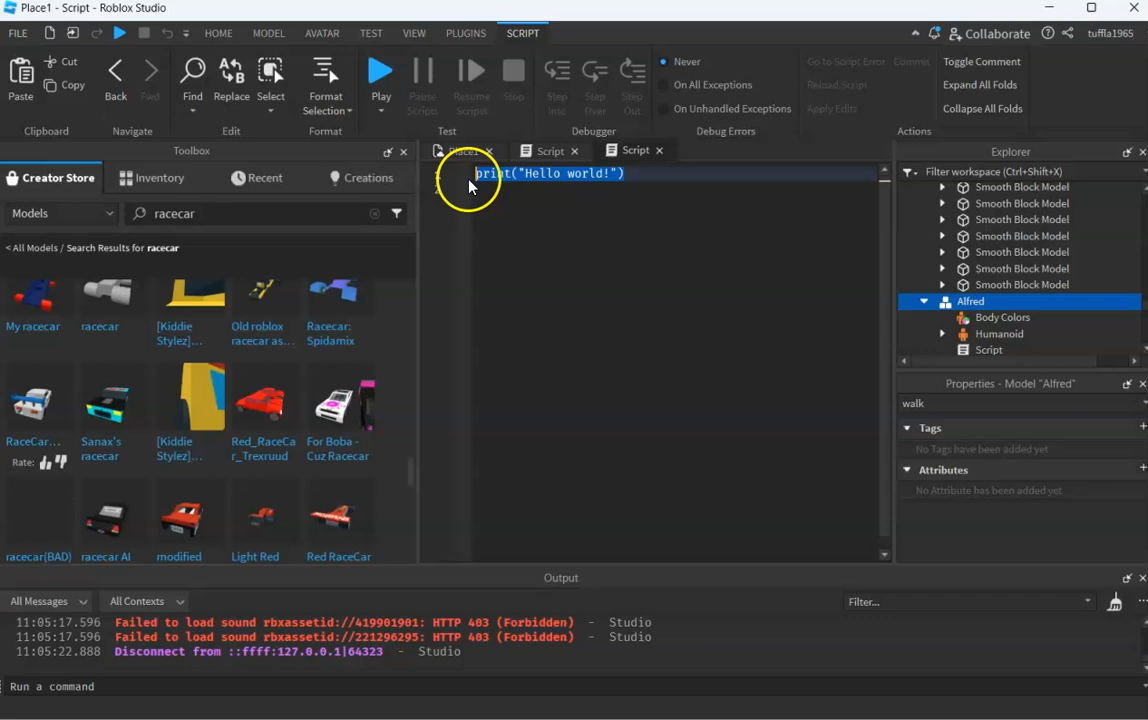 Place1 - Script - Roblox Studio
FILE HOME MODEL AVATAR TEST VIEW PLUGINS SCRIPT Collaborate tuffla1965
Paste Cut Copy
Clipboard
Back Fwd
Navigate
Find Replace Select
Edit
Format Selection
Format
Play Pause Scripts Resume Scripts Stop
Test
Step Into Step Over Step Out
Debugger
Never
On All Exceptions
On Unhandled Exceptions
Debug Errors
Go to Script Error Commit
Reload Script
Apply Edits
Toggle Comment
Expand All Folds
Collapse All Folds
Actions
Toolbox
Creator Store Inventory Recent Creations
Models racecar
< All Models / Search Results for racecar
My racecar
racecar
[Kiddie Stylez]...
Old roblox racecar as...
Racecar: Spidamix
RaceCar...
Rate:
Sanax's racecar
[Kiddie Stylez]...
Red_RaceCa r_Trexruud
For Boba - Cuz Racecar
racecar(BAD)
racecar AI
modified
Light Red
Red RaceCar
Place1 Script Script
print("Hello world!")
Explorer
Filter workspace (Ctrl+Shift+X)
Smooth Block Model
Smooth Block Model
Smooth Block Model
Smooth Block Model
Smooth Block Model
Smooth Block Model
Smooth Block Model
Alfred
Body Colors
Humanoid
Script
Properties - Model "Alfred"
walk
Tags
No Tags have been added yet
Attributes
No Attribute has been added yet
Output
All Messages All Contexts Filter...
11:05:17.596 Failed to load sound rbxassetid://419901901: HTTP 403 (Forbidden) - Studio
11:05:17.596 Failed to load sound rbxassetid://221296295: HTTP 403 (Forbidden) - Studio
11:05:22.888 Disconnect from ::ffff:127.0.0.1|64323 - Studio
Run a command